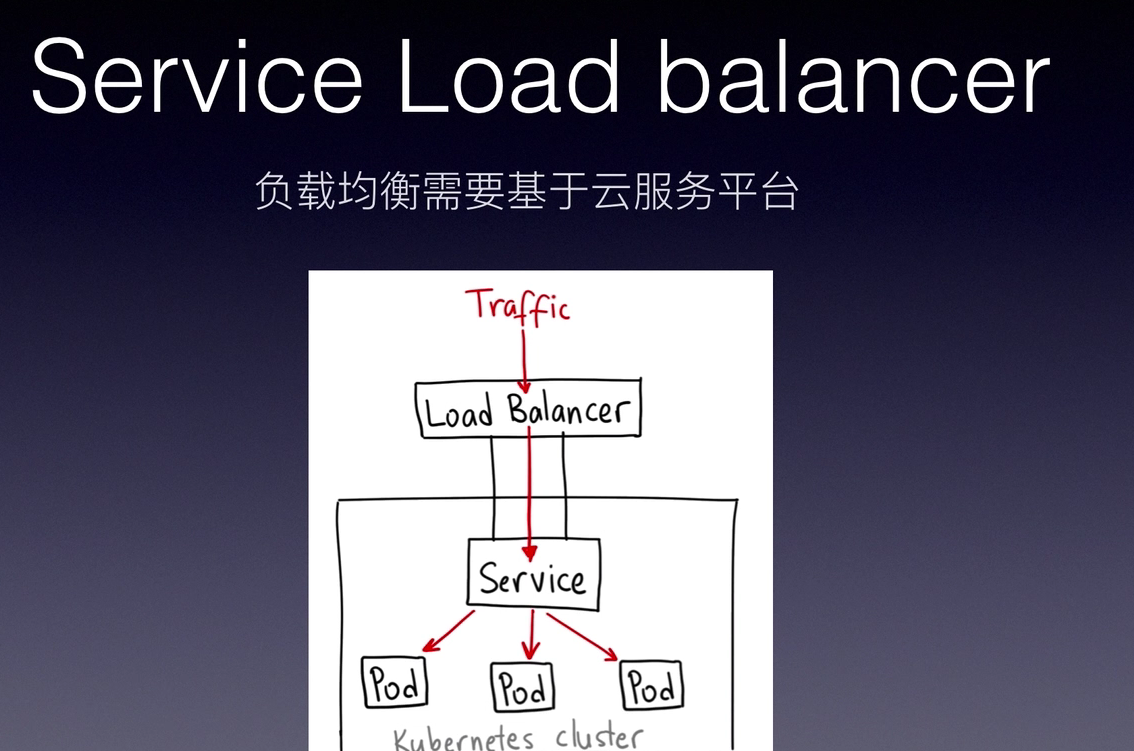 Service Load balancer
负载均衡需要基于云服务平台
Traffic
Load Balancer
Service
Pod Pod Pod
Kubernetes cluster